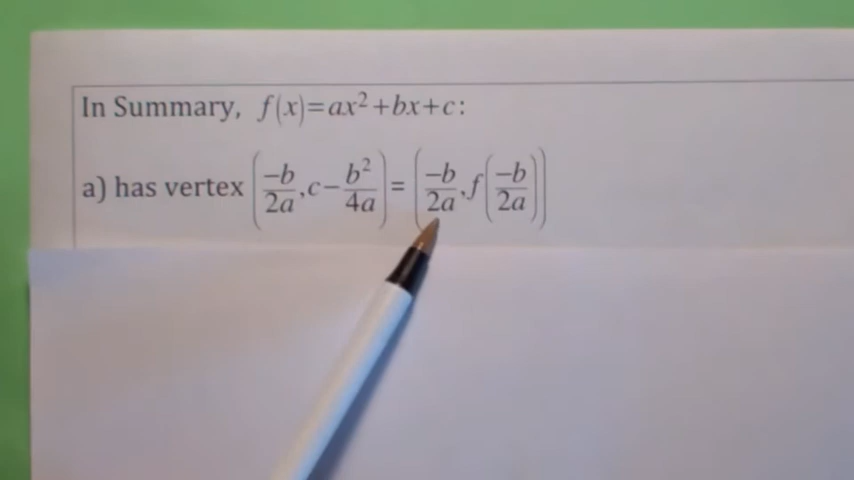 In Summary, f(x)=ax²+bx+c:
a) has vertex (-b/2a, c-b²/4a) = (-b/2a, f(-b/2a))